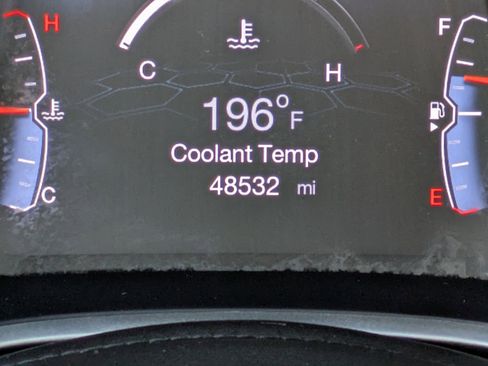 H
F
C
H
196°F
Coolant Temp
48532 mi
C
E